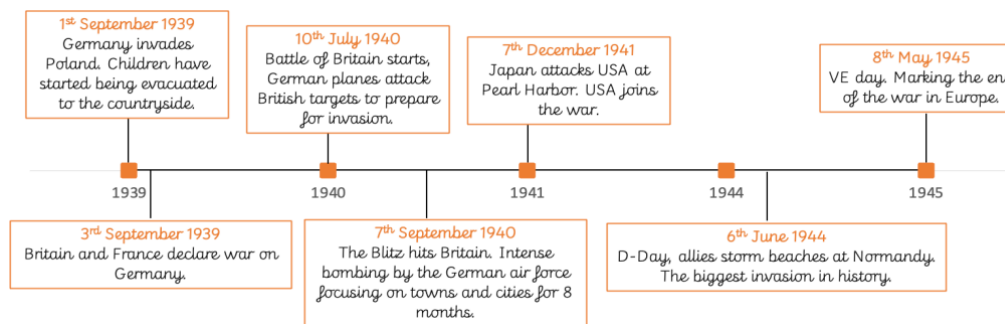 1st September 1939
Germany invades
Poland. Children have
started being evacuated
to the countryside.
10th July 1940
Battle of Britain starts,
German planes attack
British targets to prepare
for invasion.
7th December 1941
Japan attacks USA at
Pearl Harbor. USA joins
the war.
8th May 1945
VE day. Marking the en
of the war in Europe.
1939
1940
1941
1944
1945
3rd September 1939
Britain and France declare war on
Germany.
7th September 1940
The Blitz hits Britain. Intense
bombing by the German air force
focusing on towns and cities for 8
months.
6th June 1944
D-Day, allies storm beaches at Normandy.
The biggest invasion in history.